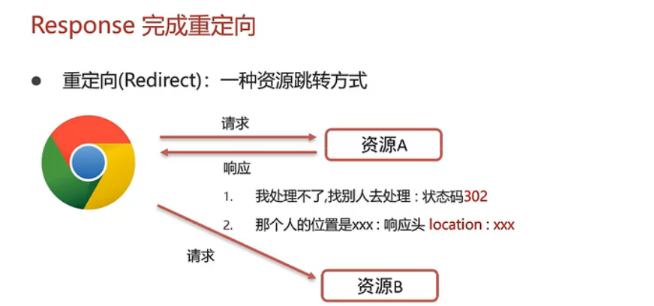 Response 完成重定向
● 重定向(Redirect)：一种资源跳转方式
请求
资源A
响应
1. 我处理不了,找别人去处理 : 状态码302
2. 那个人的位置是xxx : 响应头 location : xxx
请求
资源B